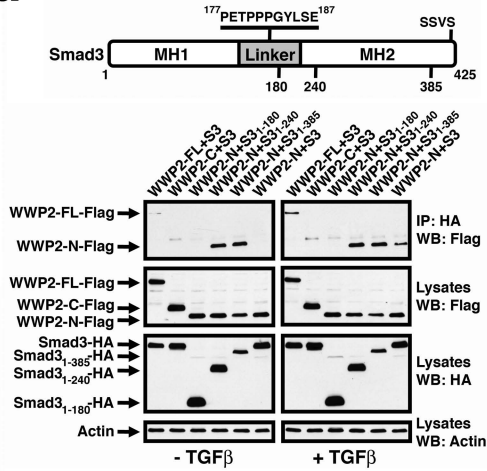 177PETPPPGYLSE187
SSVS
Smad3 MH1 Linker MH2
1 180 240 385 425
WWP2-FL+S3 WWP2-C+S3 WWP2-N+S31-180 WWP2-N+S31-240 WWP2-N+S31-385 WWP2-N+S3 WWP2-FL+S3 WWP2-C+S3 WWP2-N+S31-180 WWP2-N+S31-240 WWP2-N+S31-385 WWP2-N+S3
WWP2-FL-Flag
WWP2-N-Flag
IP: HA
WB: Flag
WWP2-FL-Flag
WWP2-C-Flag
WWP2-N-Flag
Lysates
WB: Flag
Smad3-HA
Smad31-385-HA
Smad31-240-HA
Smad31-180-HA
Lysates
WB: HA
Actin
Lysates
WB: Actin
- TGFβ + TGFβ